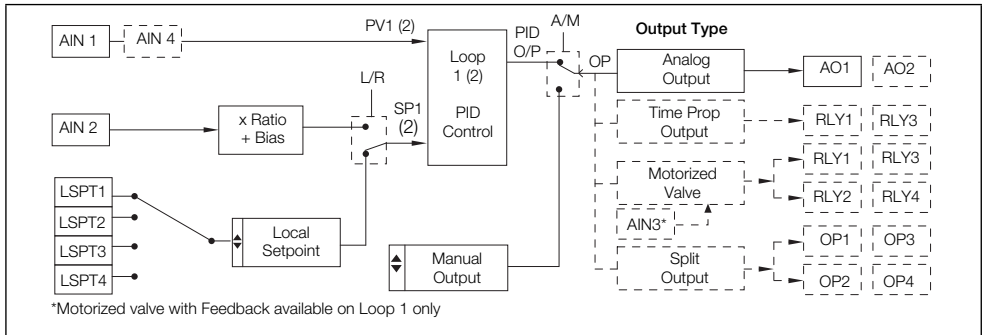 AIN 1
AIN 4
PV1 (2)
PID
O/P
A/M
OP
Output Type
Loop
1 (2)
PID
Control
Analog
Output
AO1
AO2
L/R
SP1
(2)
AIN 2
x Ratio
+ Bias
Time Prop
Output
RLY1
RLY3
Motorized
Valve
RLY1
RLY3
RLY2
RLY4
AIN3*
LSPT1
LSPT2
LSPT3
LSPT4
Local
Setpoint
Manual
Output
Split
Output
OP1
OP3
OP2
OP4
*Motorized valve with Feedback available on Loop 1 only